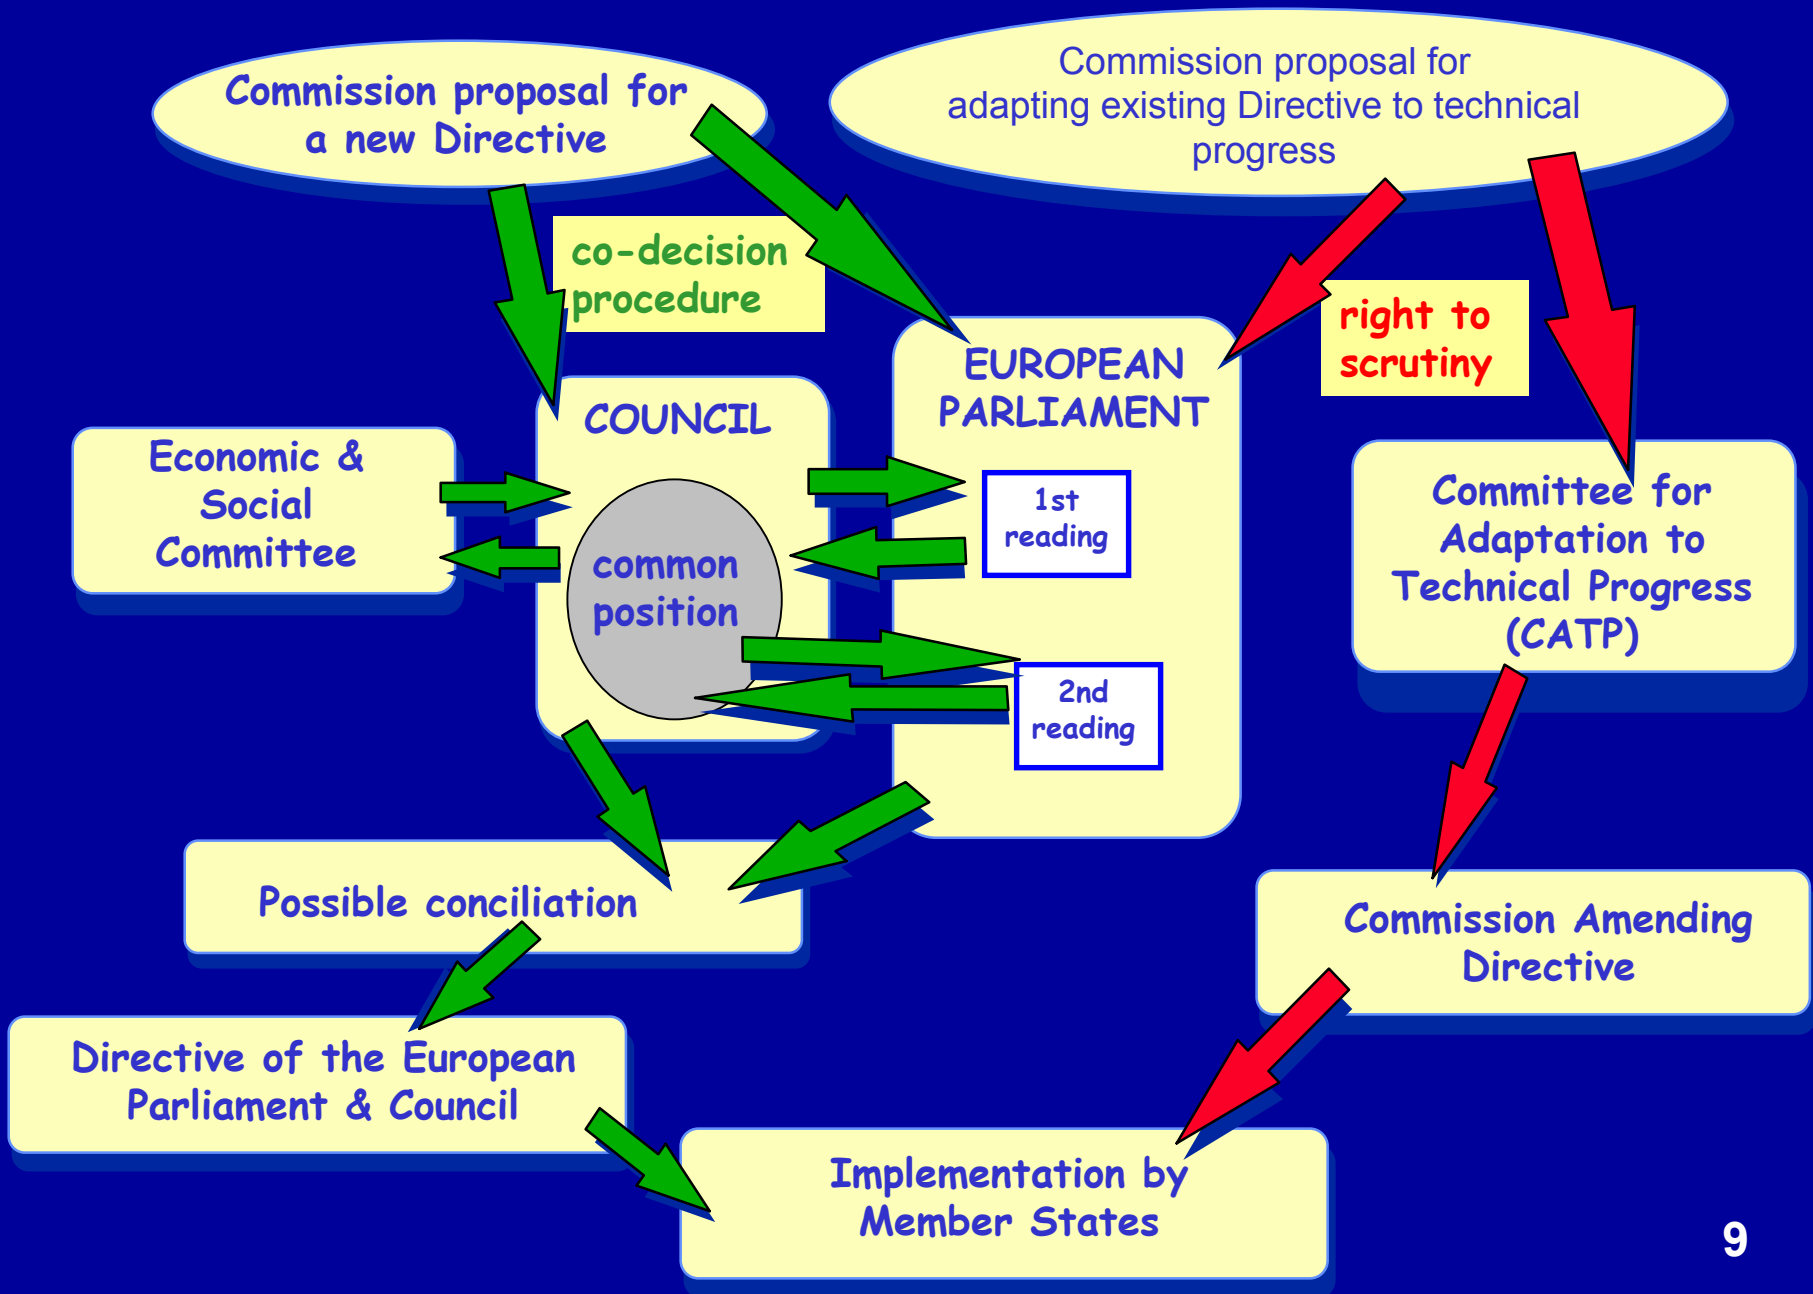 Commission proposal for
a new Directive
Commission proposal for
adapting existing Directive to technical
progress
co-decision
procedure
right to
scrutiny
EUROPEAN
PARLIAMENT
COUNCIL
Economic &
Social
Committee
common
position
1st
reading
2nd
reading
Committee for
Adaptation to
Technical Progress
(CATP)
Possible conciliation
Commission Amending
Directive
Directive of the European
Parliament & Council
Implementation by
Member States
9